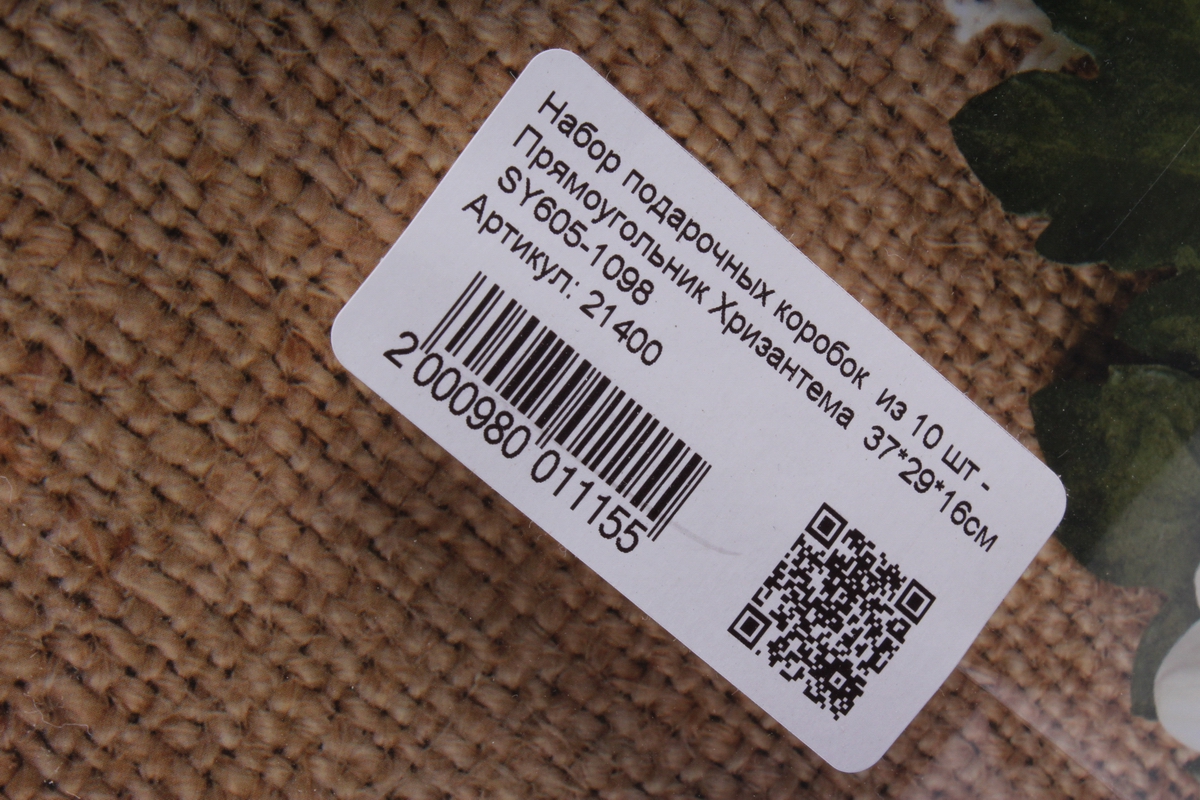 Набор подарочных коробок из 10 шт -
Прямоугольник Хризантема 37*29*16см
SY605-1098
Артикул: 21400
2 000980 011155